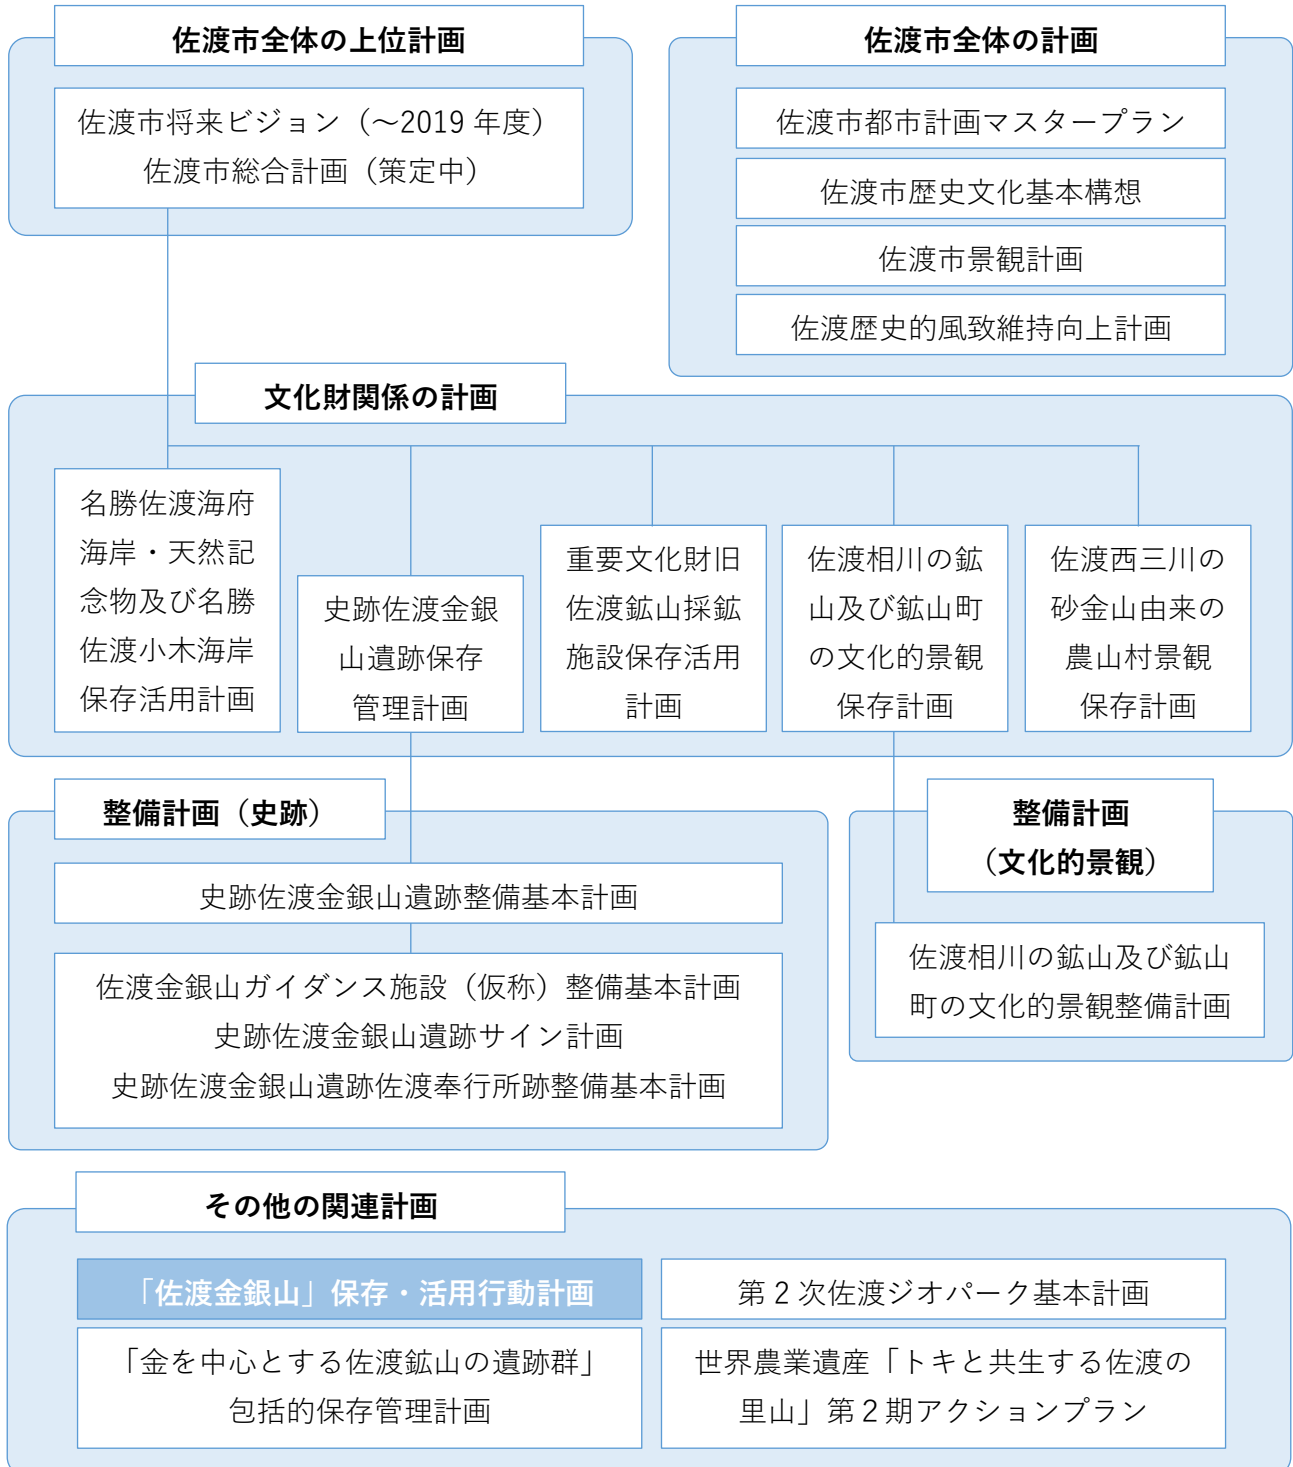 佐渡市全体の上位計画
佐渡市将来ビジョン（～2019 年度）
佐渡市総合計画（策定中）
佐渡市全体の計画
佐渡市都市計画マスタープラン
佐渡市歴史文化基本構想
佐渡市景観計画
佐渡歴史的風致維持向上計画
文化財関係の計画
名勝佐渡海府
海岸・天然記
念物及び名勝
佐渡小木海岸
保存活用計画
史跡佐渡金銀
山遺跡保存
管理計画
重要文化財旧
佐渡鉱山採鉱
施設保存活用
計画
佐渡相川の鉱
山及び鉱山町
の文化的景観
保存計画
佐渡西三川の
砂金山由来の
農山村景観
保存計画
整備計画（史跡）
史跡佐渡金銀山遺跡整備基本計画
佐渡金銀山ガイダンス施設（仮称）整備基本計画
史跡佐渡金銀山遺跡サイン計画
史跡佐渡金銀山遺跡佐渡奉行所跡整備基本計画
整備計画
（文化的景観）
佐渡相川の鉱山及び鉱山
町の文化的景観整備計画
その他の関連計画
「佐渡金銀山」保存・活用行動計画
「金を中心とする佐渡鉱山の遺跡群」
包括的保存管理計画
第 2 次佐渡ジオパーク基本計画
世界農業遺産「トキと共生する佐渡の
里山」第 2 期アクションプラン